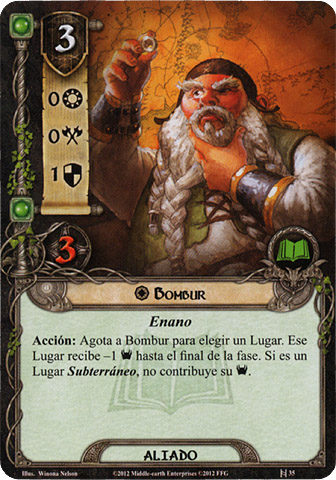 3
0
0
1
3
Bombur
Enano
Acción: Agota a Bombur para elegir un Lugar. Ese
Lugar recibe –1 hasta el final de la fase. Si es un
Lugar Subterráneo, no contribuye su .
ALIADO
Illus. Winona Nelson
©2012 Middle-earth Enterprises ©2012 FFG
35